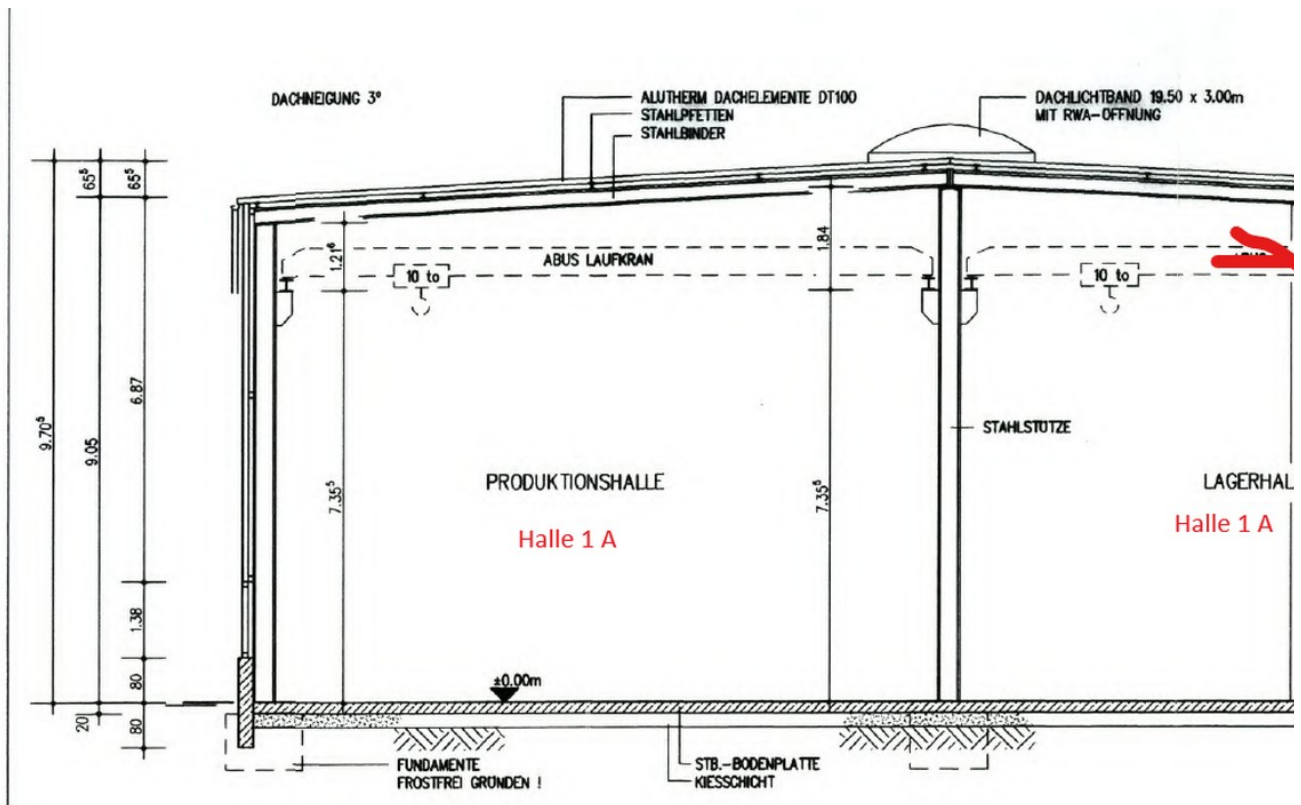 DACHNEIGUNG 3°
ALUTHERM DACHELEMENTE DT100
STAHLPFETTEN
STAHLBINDER
DACHLICHTBAND 19.50 x 3.00m
MIT RWA-ÖFFNUNG
65⁵
65⁵
1.21⁶
1.84
ABUS LAUFKRAN
10 to
10 to
9.70⁵
9.05
6.87
7.35⁵
7.35⁵
STAHLSTÜTZE
PRODUKTIONSHALLE
LAGERHAL
Halle 1 A
Halle 1 A
1.38
80
±0.00m
20
80
FUNDAMENTE
FROSTFREI GRÜNDEN !
STB.-BODENPLATTE
KIESSCHICHT